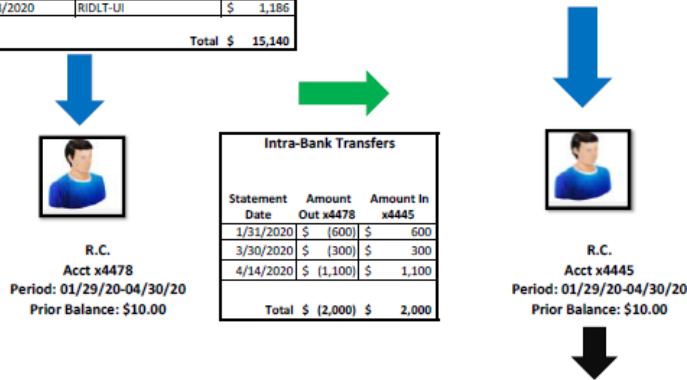 /2020 RIDLT-UI $ 1,186
Total $ 15,140
Intra-Bank Transfers
Statement Date Amount Out x4478 Amount In x4445
1/31/2020 $ (600) $ 600
3/30/2020 $ (300) $ 300
4/14/2020 $ (1,100) $ 1,100
Total $ (2,000) $ 2,000
R.C.
Acct x4478
Period: 01/29/20-04/30/20
Prior Balance: $10.00
R.C.
Acct x4445
Period: 01/29/20-04/30/20
Prior Balance: $10.00